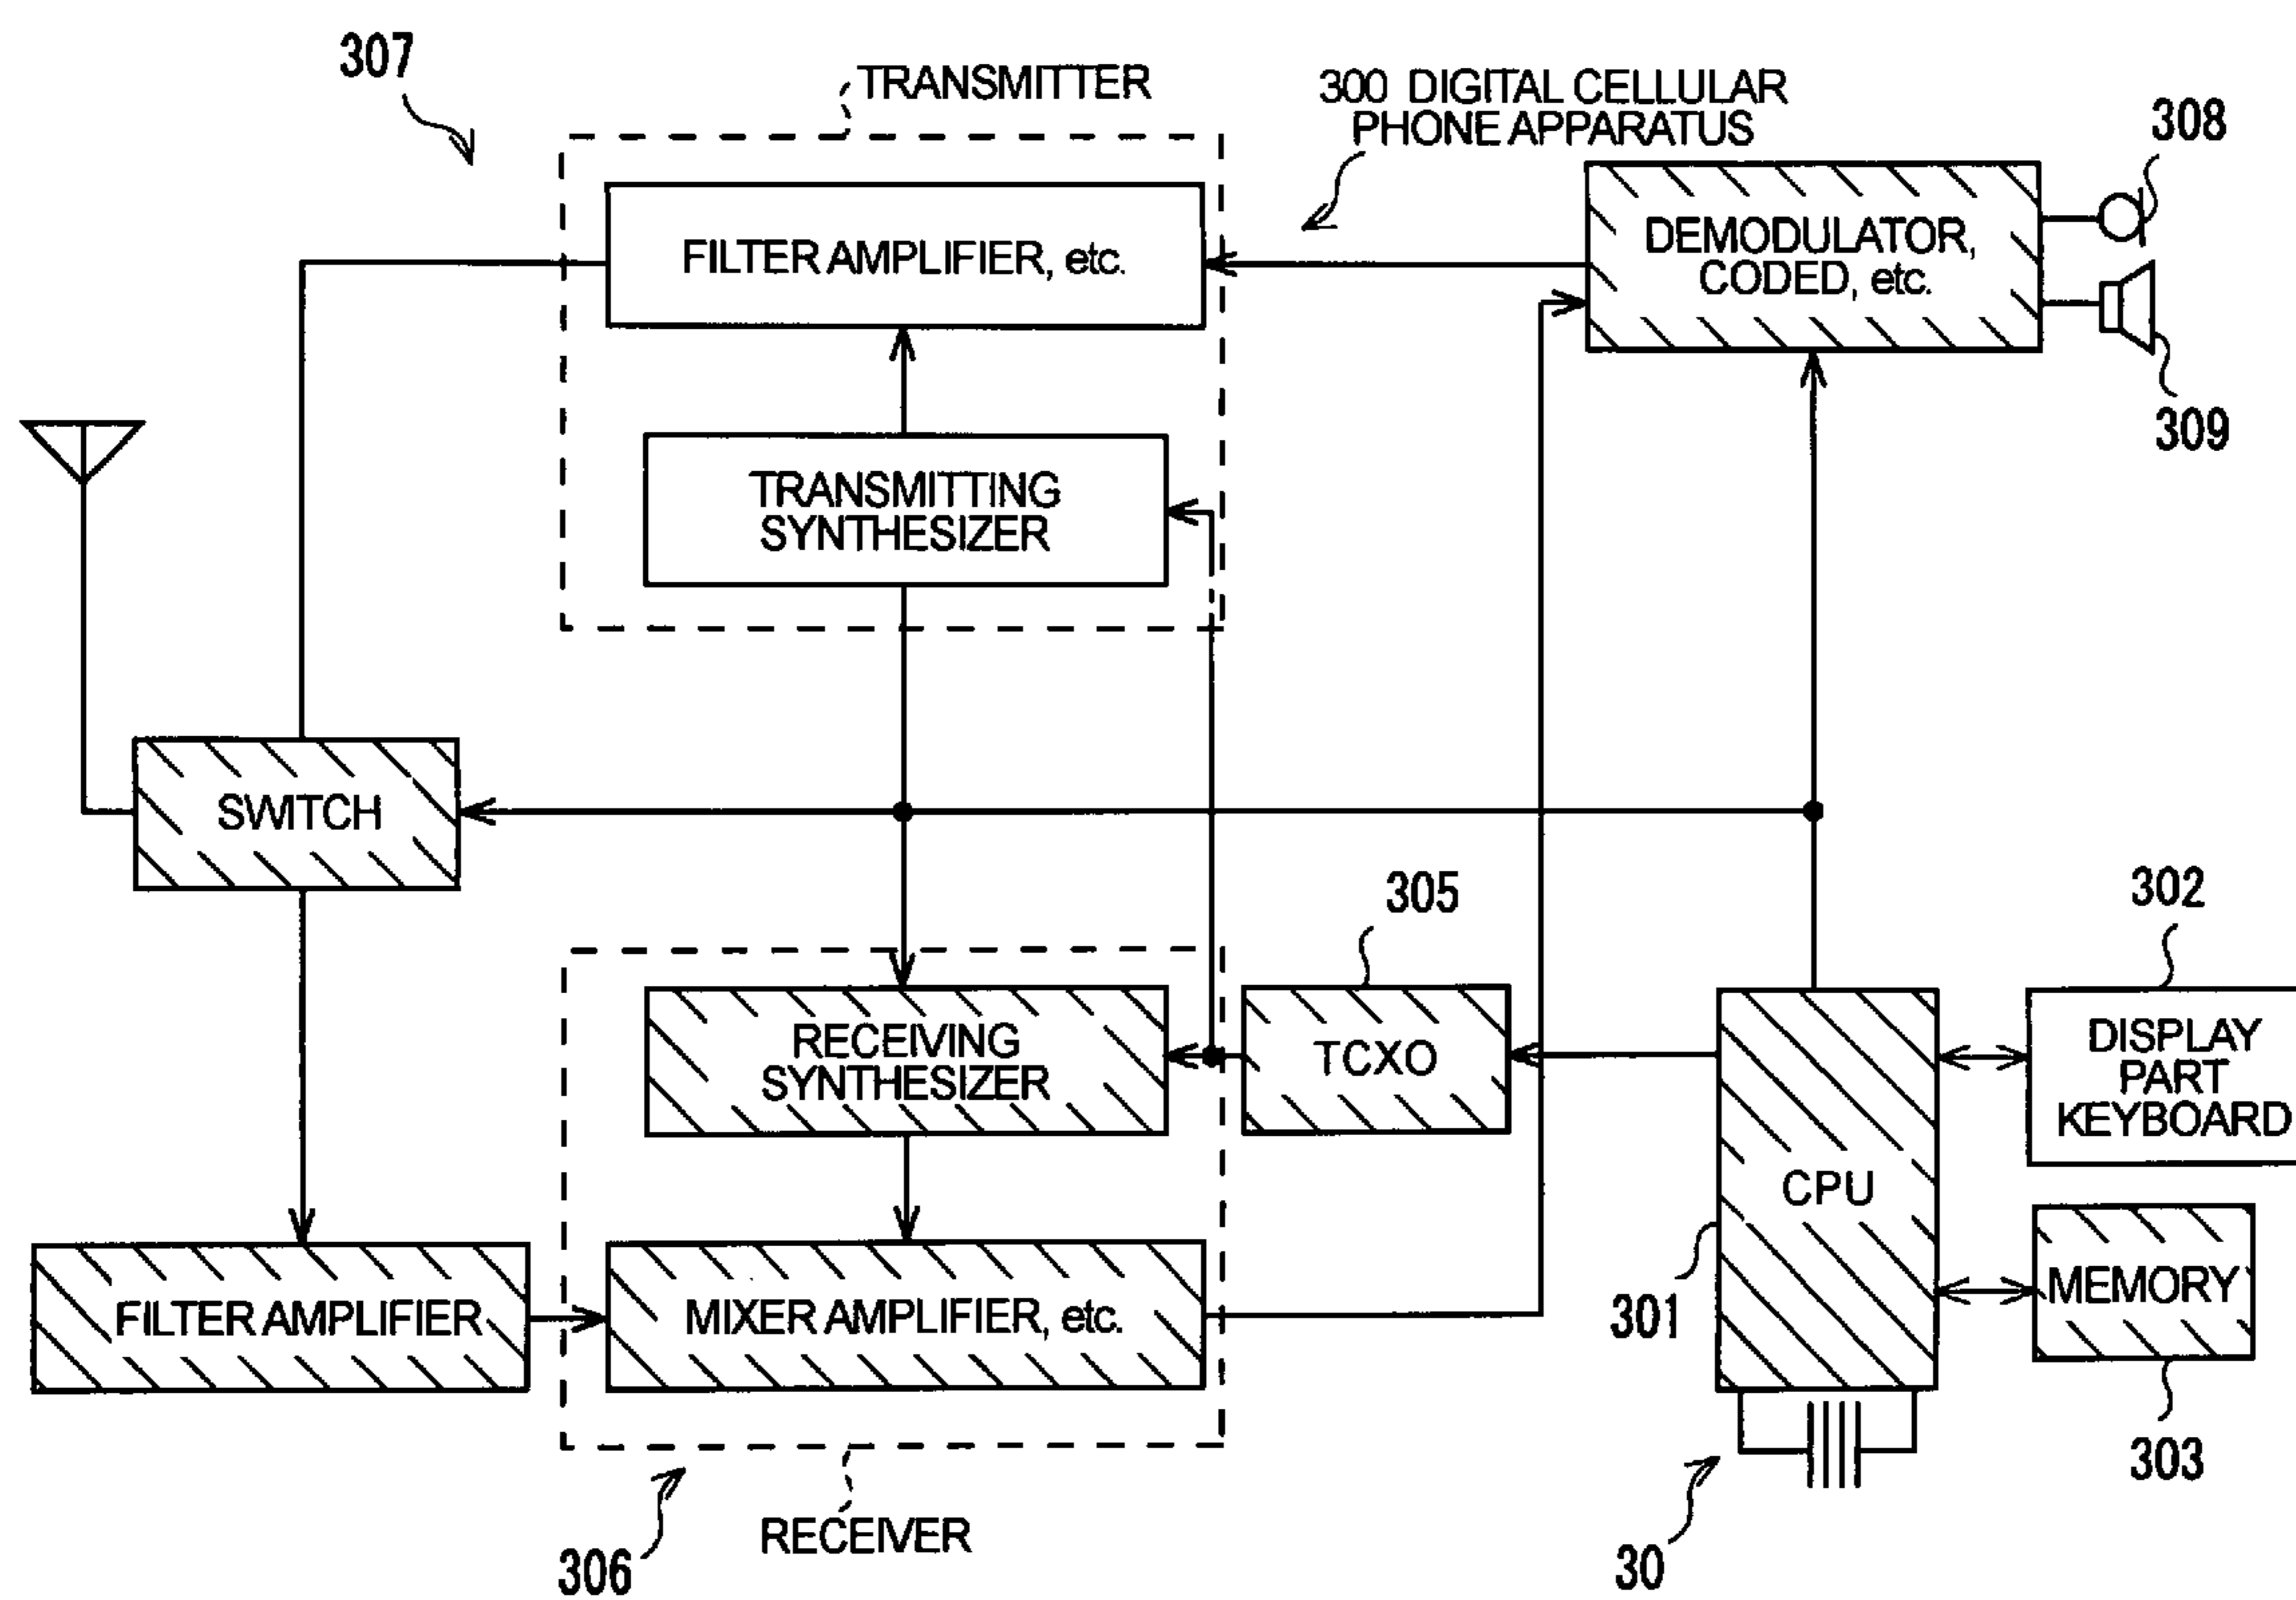 307
TRANSMITTER
300 DIGITAL CELLULAR
PHONE APPARATUS
308
FILTER AMPLIFIER, etc.
DEMODULATOR,
CODED, etc.
309
TRANSMITTING
SYNTHESIZER
SWITCH
305
302
RECEIVING
SYNTHESIZER
TCXO
DISPLAY
PART
KEYBOARD
CPU
301
MEMORY
FILTER AMPLIFIER
MIXER AMPLIFIER, etc.
303
306
RECEIVER
30